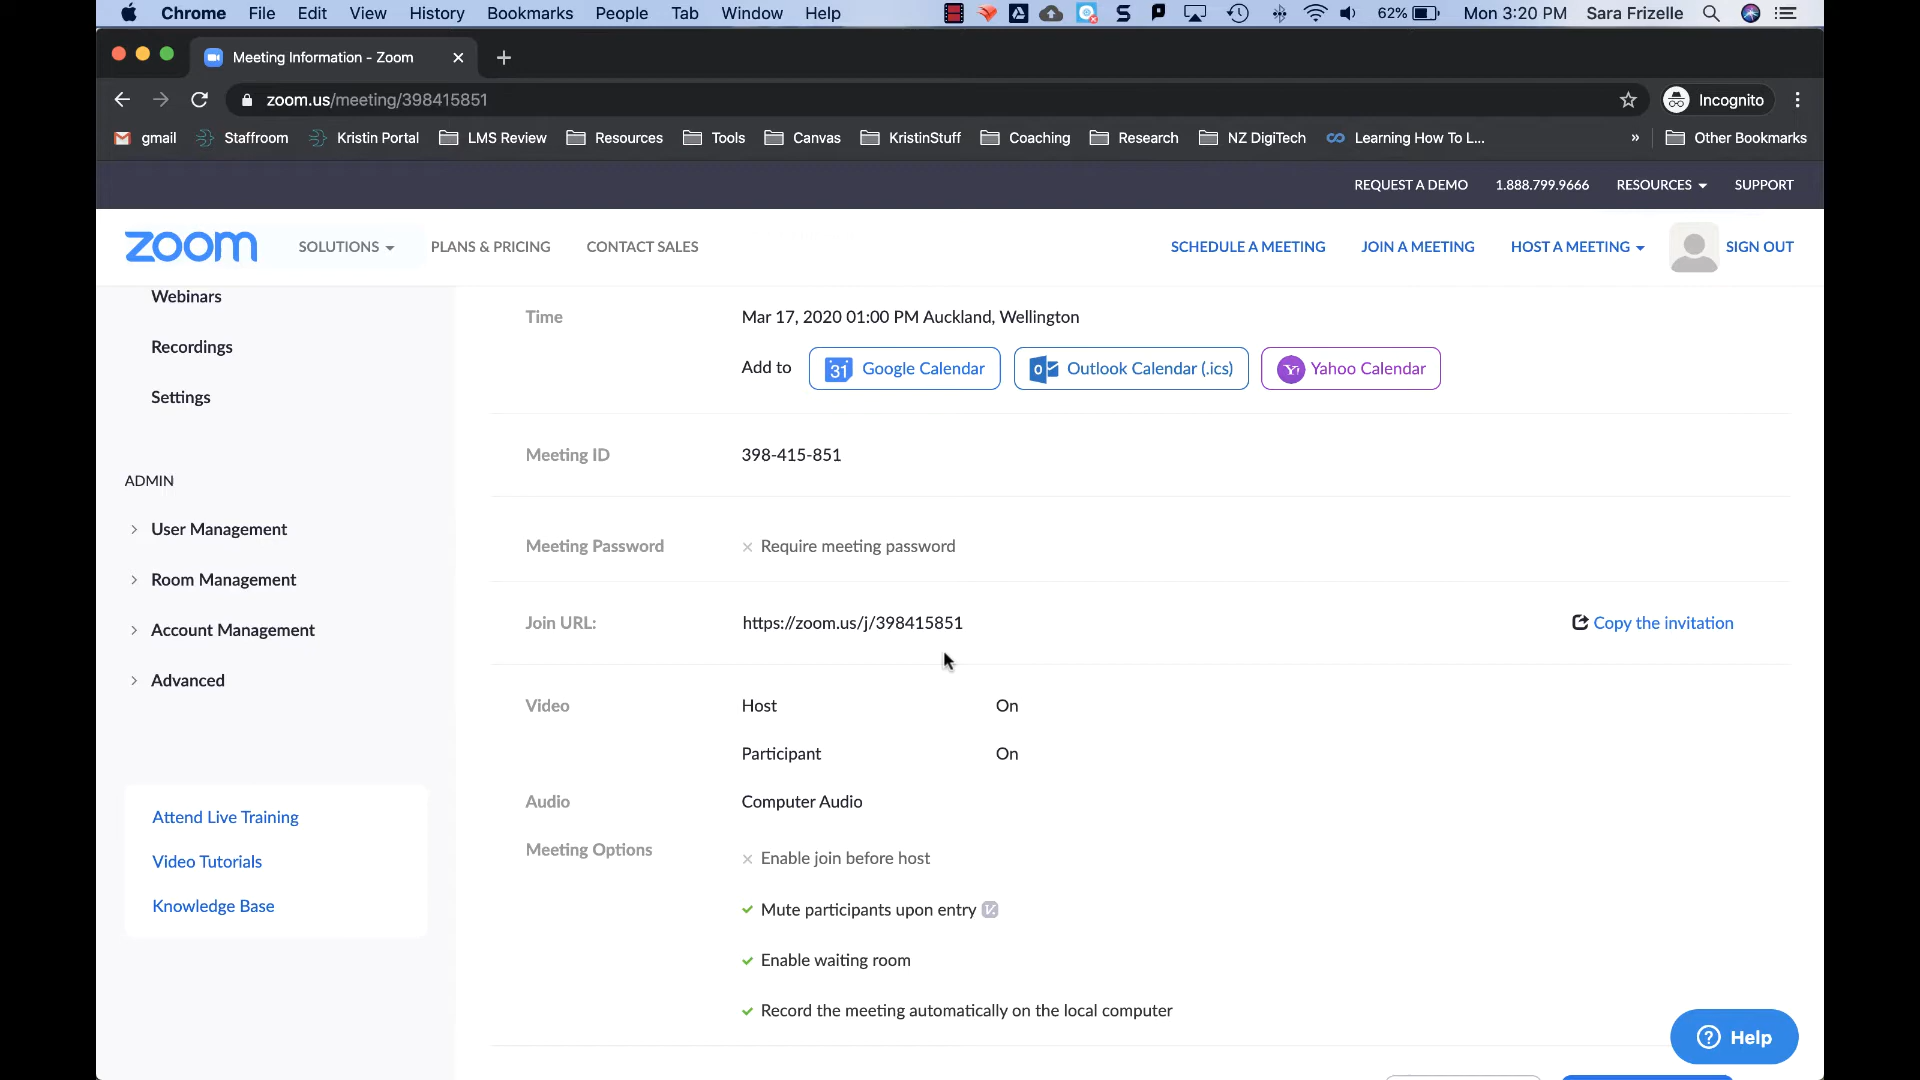 Chrome File Edit View History Bookmarks People Tab Window Help 62% Mon 3:20 PM Sara Frizelle
Meeting Information - Zoom
zoom.us/meeting/398415851 Incognito
gmail Staffroom Kristin Portal LMS Review Resources Tools Canvas KristinStuff Coaching Research NZ DigiTech Learning How To L... » Other Bookmarks
REQUEST A DEMO 1.888.799.9666 RESOURCES SUPPORT
zoom SOLUTIONS PLANS & PRICING CONTACT SALES SCHEDULE A MEETING JOIN A MEETING HOST A MEETING SIGN OUT
Webinars
Recordings
Settings
ADMIN
User Management
Room Management
Account Management
Advanced
Attend Live Training
Video Tutorials
Knowledge Base
Time Mar 17, 2020 01:00 PM Auckland, Wellington
Add to 31 Google Calendar Outlook Calendar (.ics) Yahoo Calendar
Meeting ID 398-415-851
Meeting Password × Require meeting password
Join URL: https://zoom.us/j/398415851 Copy the invitation
Video Host On
Participant On
Audio Computer Audio
Meeting Options × Enable join before host
Mute participants upon entry
Enable waiting room
Record the meeting automatically on the local computer
Help